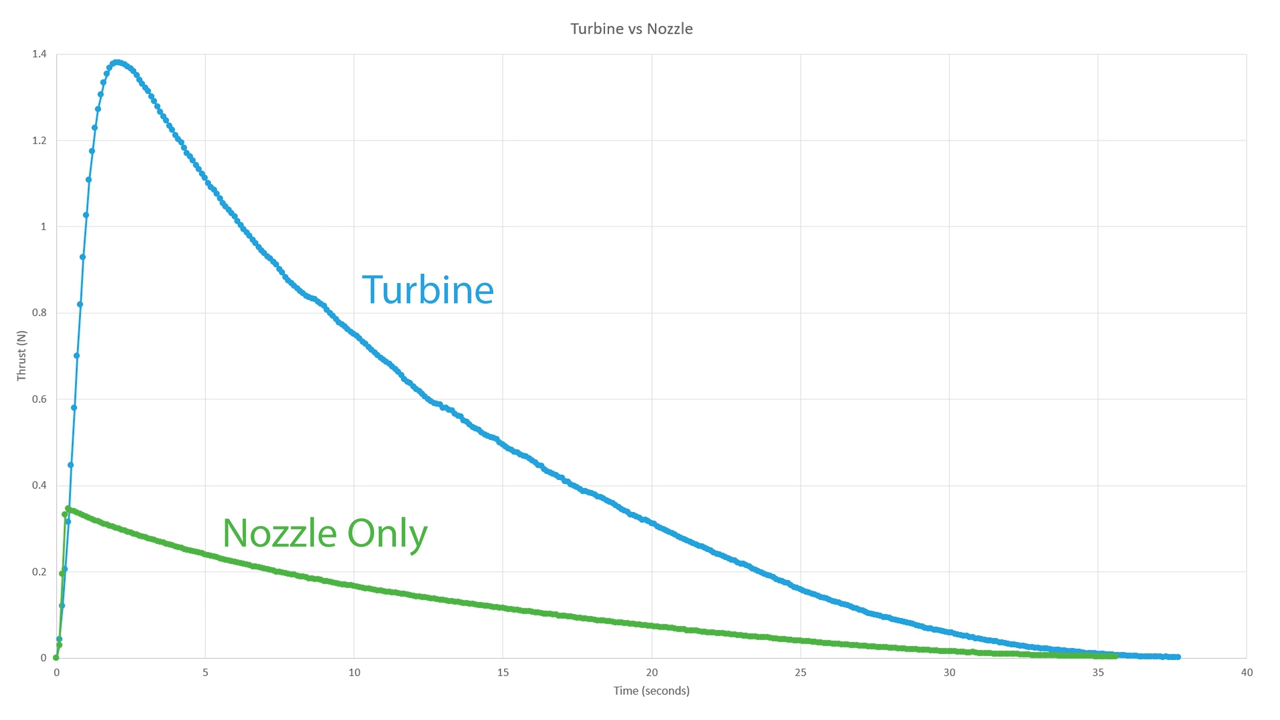 Turbine vs Nozzle
1.4
1.2
1
0.8
0.6
0.4
0.2
0
Thrust (N)
Turbine
Nozzle Only
0 5 10 15 20 25 30 35 40
Time (seconds)